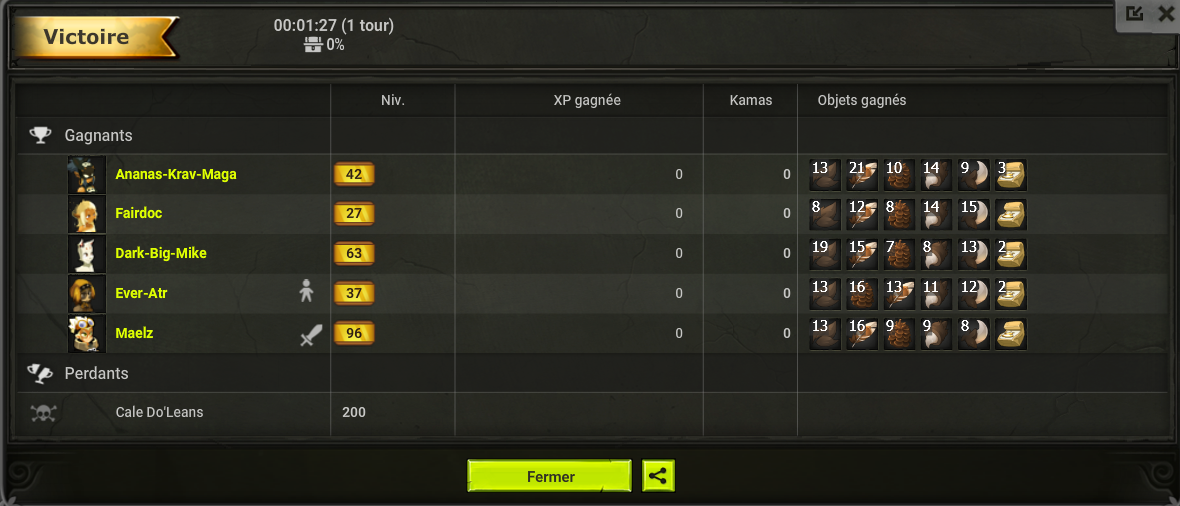 Victoire
00:01:27 (1 tour)
0%
Niv. XP gagnée Kamas Objets gagnés
Gagnants
Ananas-Krav-Maga 42 0 0 13 21 10 14 9 3
Fairdoc 27 0 0 8 12 8 14 15
Dark-Big-Mike 63 0 0 19 15 7 8 13 2
Ever-Atr 37 0 0 13 16 13 11 12 2
Maelz 96 0 0 13 16 9 9 8
Perdants
Cale Do'Leans 200
Fermer